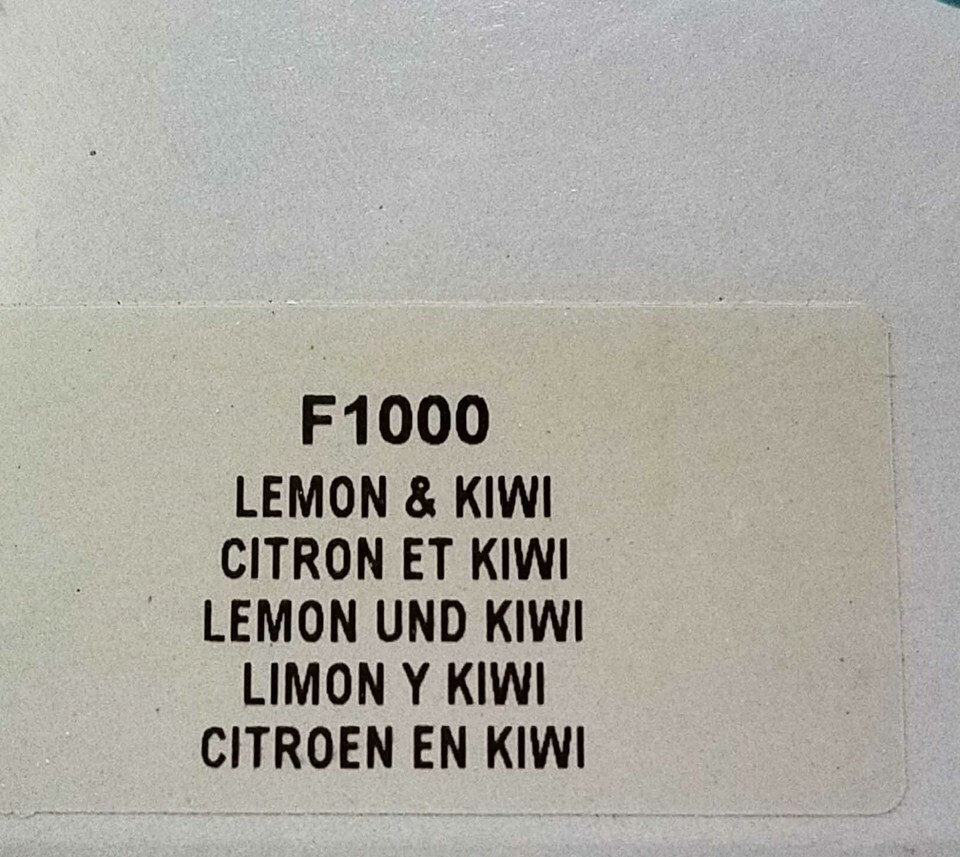 F1000
LEMON & KIWI
CITRON ET KIWI
LEMON UND KIWI
LIMON Y KIWI
CITROEN EN KIWI